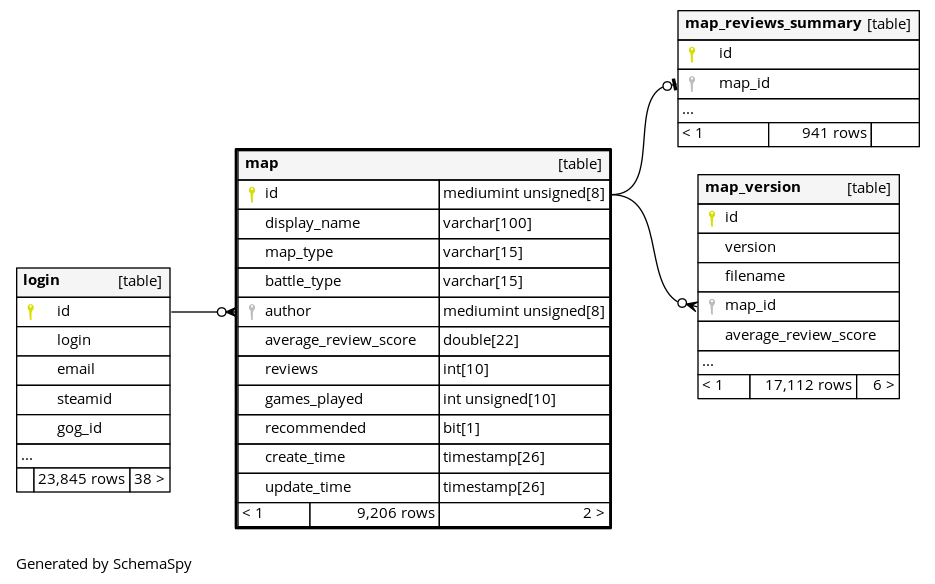 map_reviews_summary [table]
id
map_id
...
< 1 941 rows
map [table]
id mediumint unsigned[8]
display_name varchar[100]
map_type varchar[15]
battle_type varchar[15]
author mediumint unsigned[8]
average_review_score double[22]
reviews int[10]
games_played int unsigned[10]
recommended bit[1]
create_time timestamp[26]
update_time timestamp[26]
< 1 9,206 rows 2 >
map_version [table]
id
version
filename
map_id
average_review_score
...
< 1 17,112 rows 6 >
login [table]
id
login
email
steamid
gog_id
...
23,845 rows 38 >
Generated by SchemaSpy